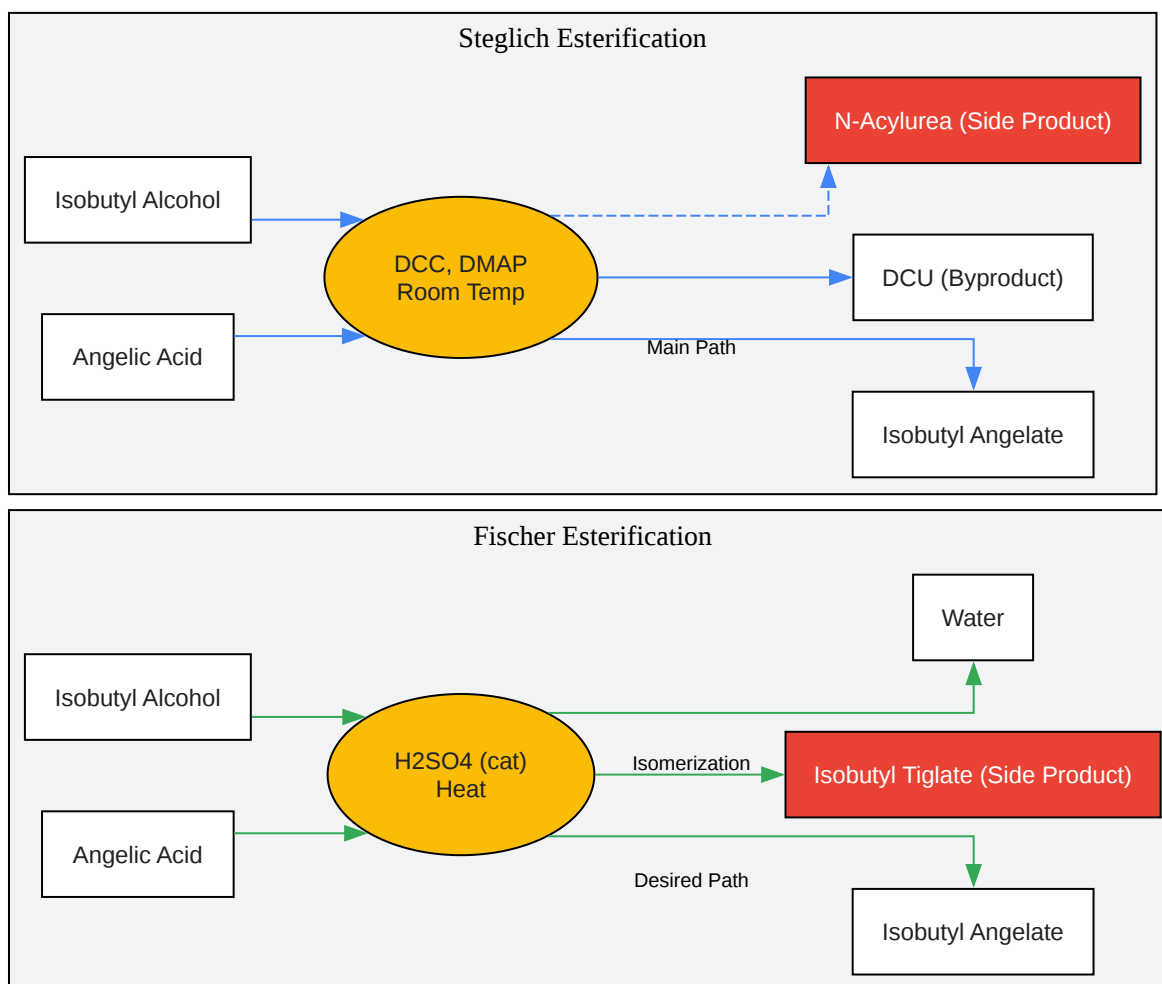 Steglich Esterification
N-Acylurea (Side Product)
Isobutyl Alcohol
DCC, DMAP
Room Temp
DCU (Byproduct)
Angelic Acid
Main Path
Isobutyl Angelate
Fischer Esterification
Water
Isobutyl Alcohol
H2SO4 (cat)
Heat
Isomerization
Isobutyl Tiglate (Side Product)
Angelic Acid
Desired Path
Isobutyl Angelate